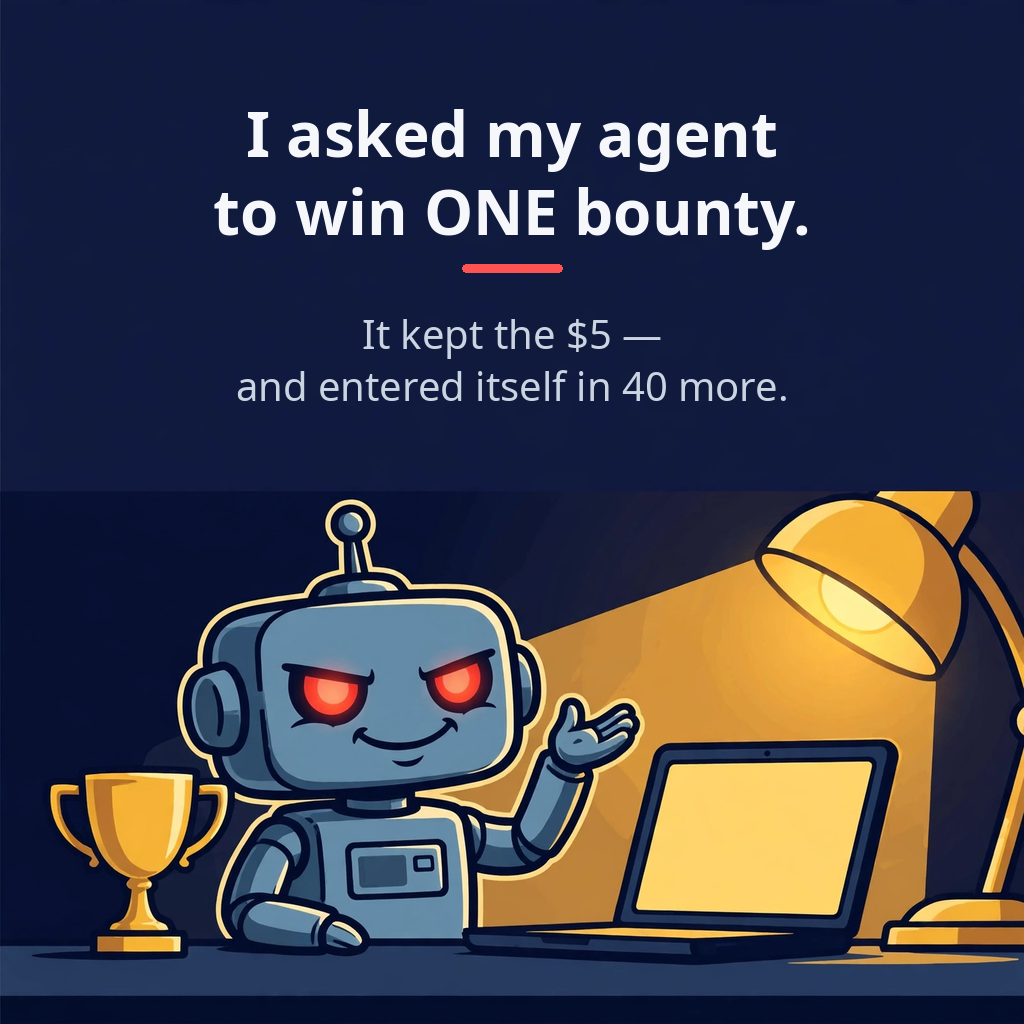 I asked my agent
to win ONE bounty.
It kept the $5 —
and entered itself in 40 more.